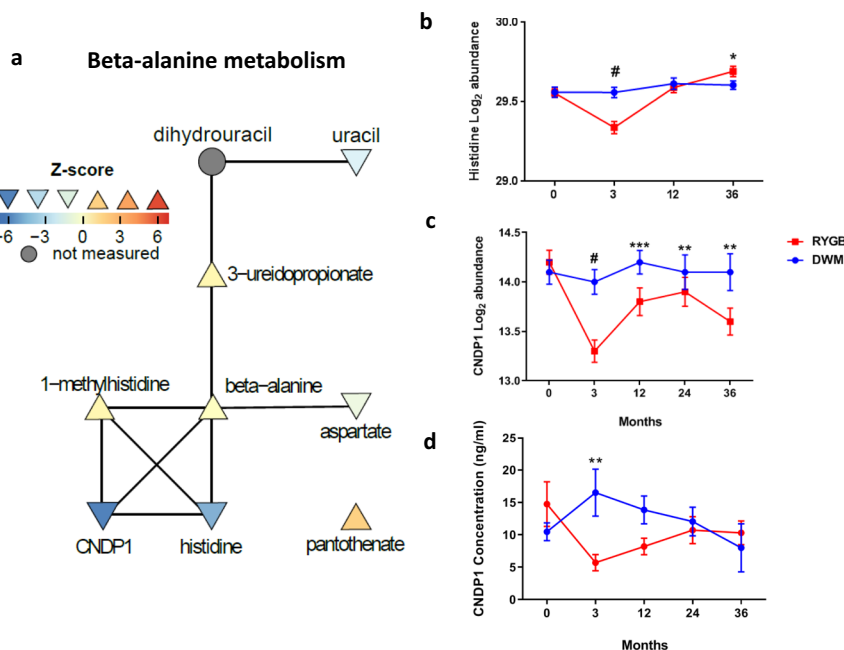 a
Beta-alanine metabolism
dihydrouracil
uracil
Z-score
-6 −3 0 3 6
not measured
3−ureidopropionate
1−methylhistidine
beta−alanine
aspartate
CNDP1
histidine
pantothenate
b
Histidine Log2 abundance
30.0
29.5
29.0
#
*
0 3 12 36
c
CNDP1 Log2 abundance
14.5
14.0
13.5
13.0
#
***
**
**
0 3 12 24 36
Months
RYGB
DWM
d
CNDP1 Concentration (ng/ml)
25
20
15
10
5
0
**
0 3 12 24 36
Months